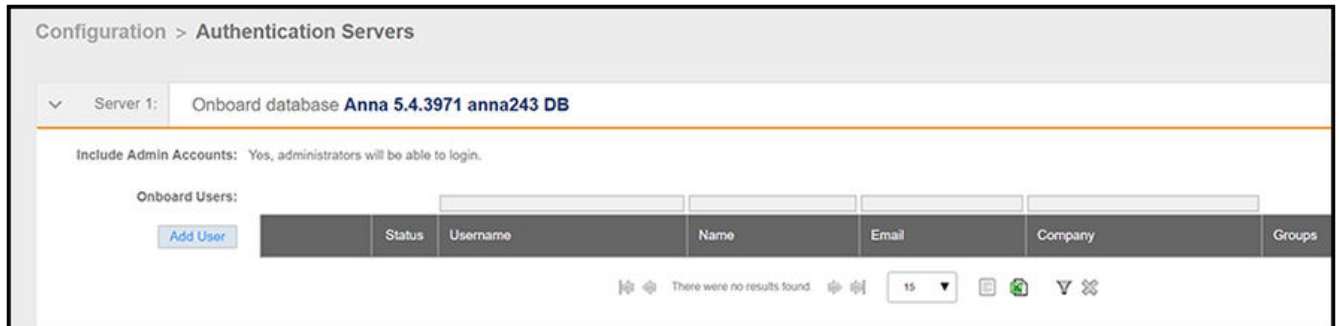 Configuration > Authentication Servers
Server 1: Onboard database Anna 5.4.3971 anna243 DB
Include Admin Accounts: Yes, administrators will be able to login.
Onboard Users:
Add User Status Username Name Email Company Groups
There were no results found 15